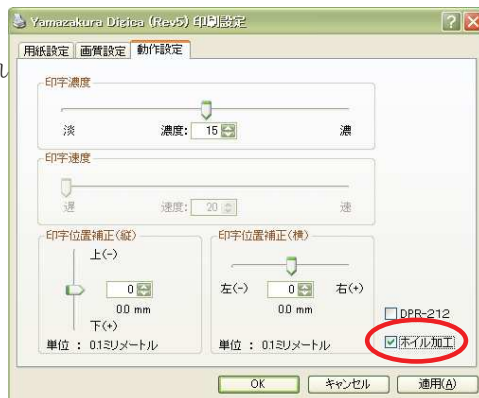 Yamazakura Digica (Rev5) 印刷設定
用紙設定 画質設定 動作設定
印字濃度
淡 濃度: 15 濃
印字速度
遅 速度: 20 速
印字位置補正(縦)
上(-)
0
0.0 mm
下(+)
単位 : 0.1ミリメートル
印字位置補正(横)
左(-) 0 右(+)
0.0 mm
単位 : 0.1ミリメートル
DPR-212
ホイル加工
OK キャンセル 適用(A)